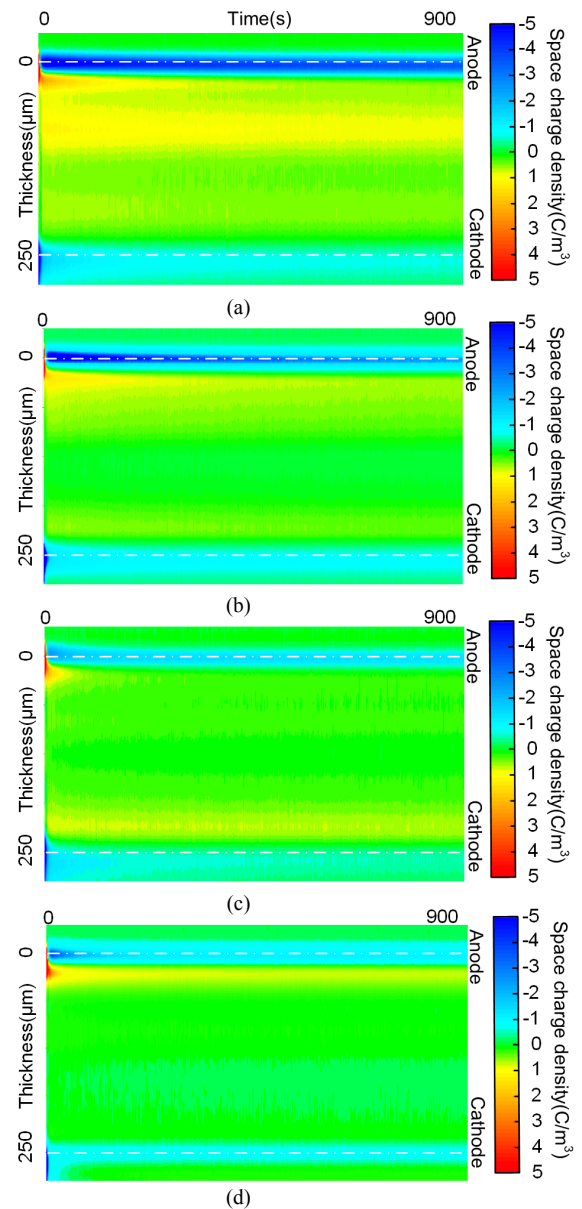 0 Time(s) 900
0
Thickness(μm)
250
Anode
Cathode
-5
-4
-3
-2
-1
0
1
2
3
4
5
Space charge density(C/m³)
(a)
0 900
0
Thickness(μm)
250
Anode
Cathode
-5
-4
-3
-2
-1
0
1
2
3
4
5
Space charge density(C/m³)
(b)
0 900
0
Thickness(μm)
250
Anode
Cathode
-5
-4
-3
-2
-1
0
1
2
3
4
5
Space charge density(C/m³)
(c)
0 900
0
Thickness(μm)
250
Anode
Cathode
-5
-4
-3
-2
-1
0
1
2
3
4
5
Space charge density(C/m³)
(d)